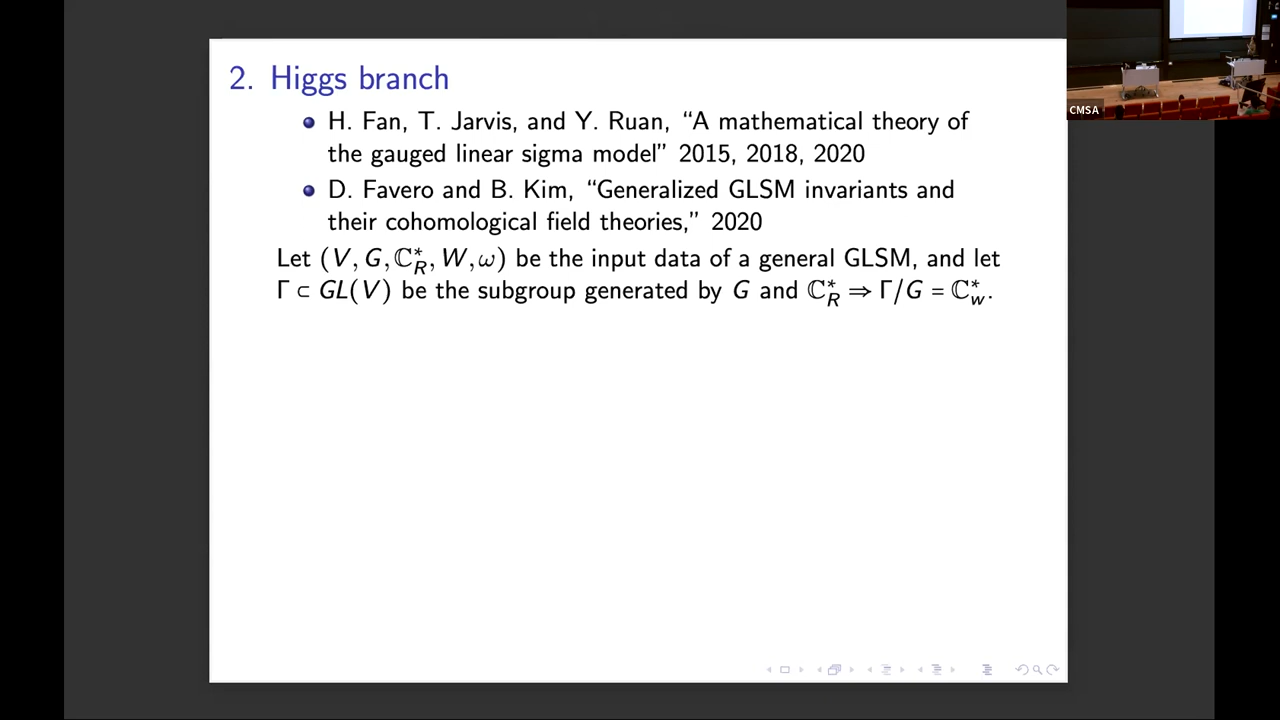 2. Higgs branch
• H. Fan, T. Jarvis, and Y. Ruan, “A mathematical theory of
the gauged linear sigma model” 2015, 2018, 2020
• D. Favero and B. Kim, “Generalized GLSM invariants and
their cohomological field theories,” 2020
Let (V, G, ℂ*_R, W, ω) be the input data of a general GLSM, and let
Γ ⊂ GL(V) be the subgroup generated by G and ℂ*_R ⇒ Γ/G = ℂ*_w.
CMSA